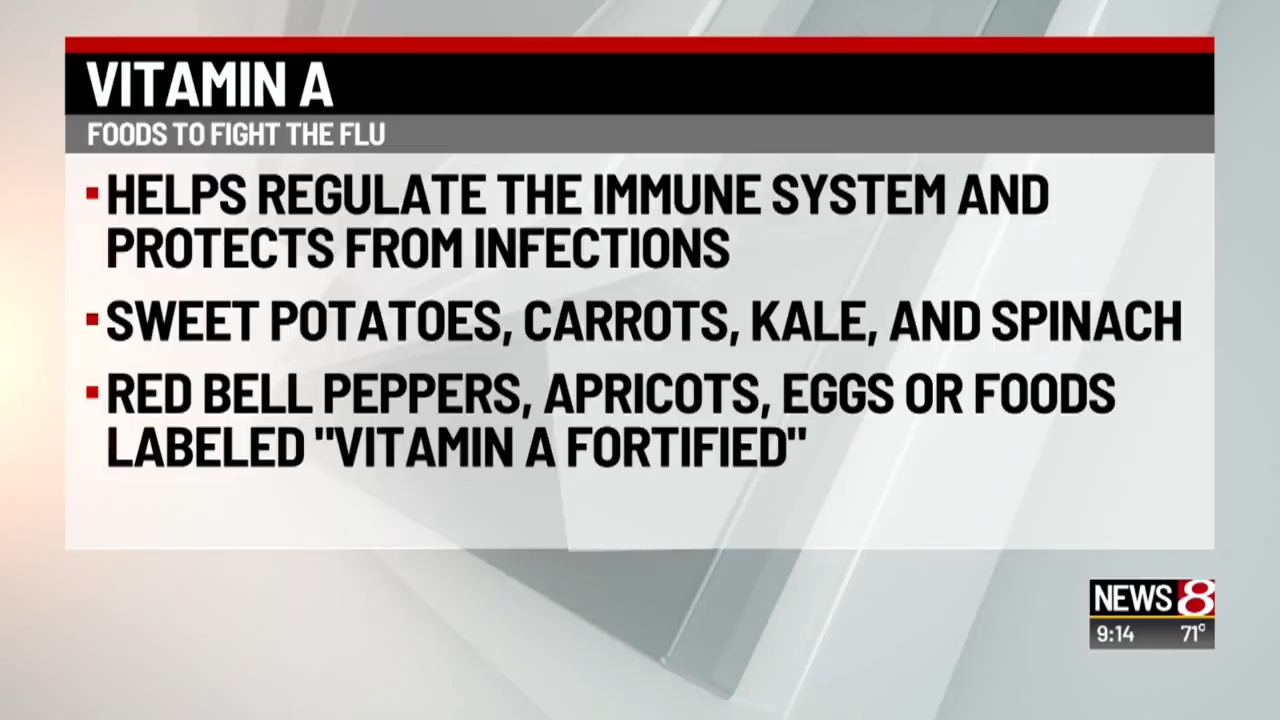 VITAMIN A
FOODS TO FIGHT THE FLU
▪HELPS REGULATE THE IMMUNE SYSTEM AND
PROTECTS FROM INFECTIONS
▪SWEET POTATOES, CARROTS, KALE, AND SPINACH
▪RED BELL PEPPERS, APRICOTS, EGGS OR FOODS
LABELED "VITAMIN A FORTIFIED"
NEWS 8
9:14 71°